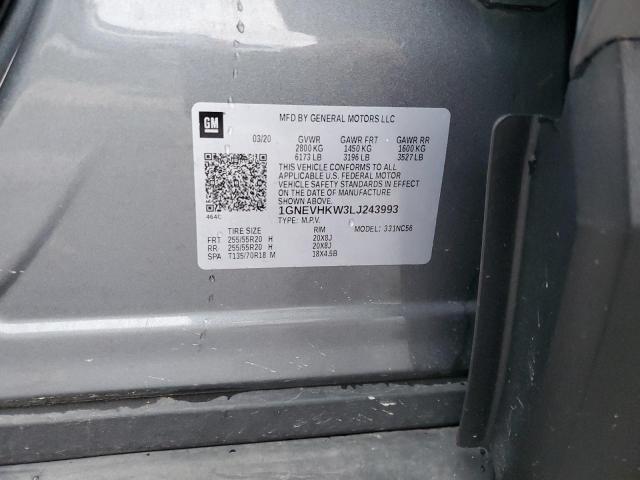 GM
MFD BY GENERAL MOTORS LLC
03/20 GVWR GAWR FRT GAWR RR
2800 KG 1450 KG 1600 KG
6173 LB 3196 LB 3527 LB
THIS VEHICLE CONFORMS TO ALL
APPLICABLE U.S. FEDERAL MOTOR
VEHICLE SAFETY STANDARDS IN EFFECT
ON THE DATE OF MANUFACTURE
SHOWN ABOVE.
1GNEVHKW3LJ243993
464C TYPE: M.P.V.
TIRE SIZE RIM MODEL: 331NC56
FRT 255/55R20 H 20X8J
RR 255/55R20 H 20X8J
SPA T135/70R18 M 18X4.5B